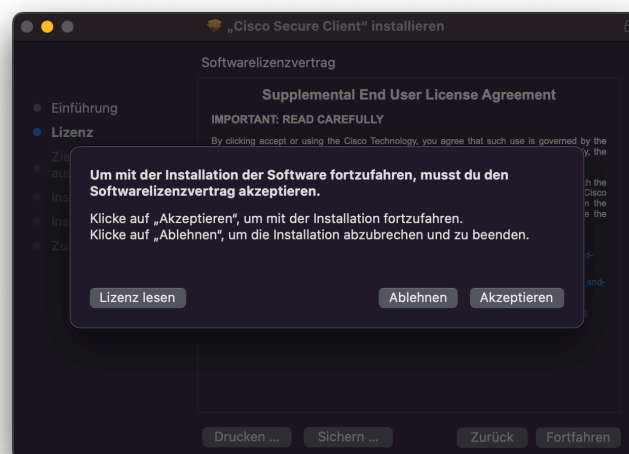 „Cisco Secure Client“ installieren
Softwarelizenzvertrag
Einführung
Lizenz
Supplemental End User License Agreement
IMPORTANT: READ CAREFULLY
By clicking accept or using the Cisco Technology, you agree that such use is governed by the
Um mit der Installation der Software fortzufahren, musst du den
Softwarelizenzvertrag akzeptieren.
Klicke auf „Akzeptieren“, um mit der Installation fortzufahren.
Klicke auf „Ablehnen“, um die Installation abzubrechen und zu beenden.
Lizenz lesen
Ablehnen
Akzeptieren
Drucken ...
Sichern ...
Zurück
Fortfahren